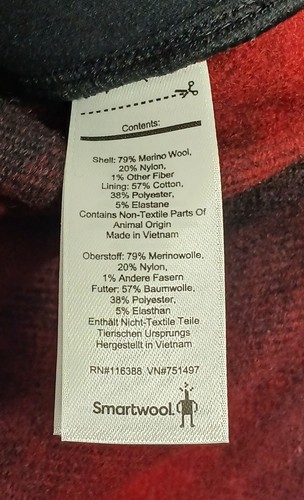 Contents:
Shell: 79% Merino Wool,
20% Nylon,
1% Other Fiber
Lining: 57% Cotton,
38% Polyester,
5% Elastane
Contains Non-Textile Parts Of
Animal Origin
Made in Vietnam
Oberstoff: 79% Merinowolle,
20% Nylon,
1% Andere Fasern
Futter: 57% Baumwolle,
38% Polyester,
5% Elasthan
Enthält Nicht-Textile Teile
Tierischen Ursprungs
Hergestellt in Vietnam
RN#116388 VN#751497
Smartwool.